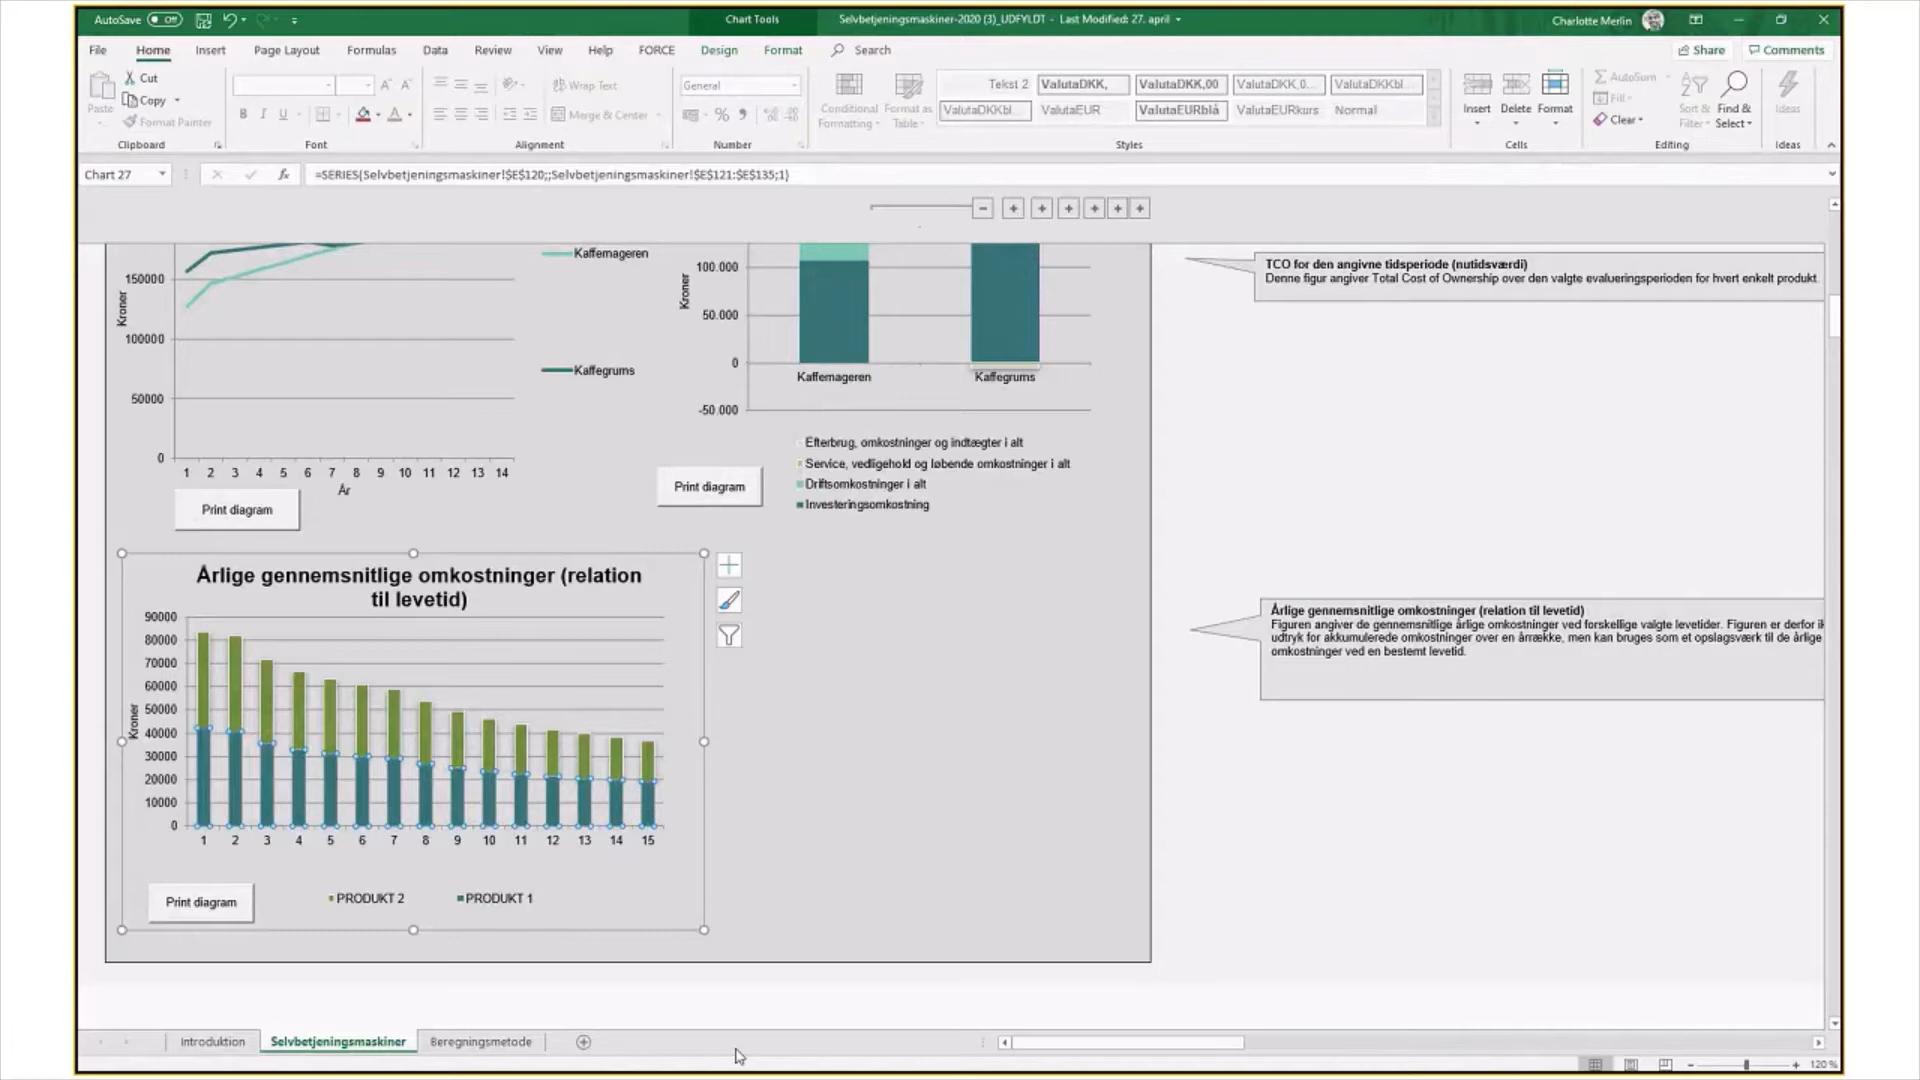 AutoSave Off
Chart Tools
Selvbetjeningsmaskiner-2020 (3)_UDFYLDT - Last Modified: 27. april
Charlotte Merlin
File Home Insert Page Layout Formulas Data Review View Help FORCE Design Format Search
Share Comments
Paste
Cut
Copy
Format Painter
Clipboard
B I U
Font
Wrap Text
Merge & Center
Alignment
General
%
Number
Conditional Formatting
Format as Table
Tekst 2 ValutaDKK, ValutaDKK,00 ValutaDKK,0... ValutaDKKbl...
ValutaDKKbl... ValutaEUR ValutaEURblå ValutaEURkurs Normal
Styles
Insert Delete Format
Cells
AutoSum
Fill
Clear
Sort & Filter
Find & Select
Editing
Ideas
Ideas
Chart 27
fx
=SERIES(Selvbetjeningsmaskiner!$E$120;;Selvbetjeningsmaskiner!$E$121:$E$135;1)
150000
100000
50000
0
Kroner
1 2 3 4 5 6 7 8 9 10 11 12 13 14
År
Kaffemageren
Kaffegrums
Print diagram
100.000
50.000
0
-50.000
Kroner
Kaffemageren Kaffegrums
Efterbrug, omkostninger og indtægter i alt
Service, vedligehold og løbende omkostninger i alt
Driftsomkostninger i alt
Investeringsomkostning
Print diagram
TCO for den angivne tidsperiode (nutidsværdi)
Denne figur angiver Total Cost of Ownership over den valgte evalueringsperioden for hvert enkelt produkt
Årlige gennemsnitlige omkostninger (relation
til levetid)
90000
80000
70000
60000
50000
40000
30000
20000
10000
0
Kroner
1 2 3 4 5 6 7 8 9 10 11 12 13 14 15
PRODUKT 2 PRODUKT 1
Print diagram
Årlige gennemsnitlige omkostninger (relation til levetid)
Figuren angiver de gennemsnitlige årlige omkostninger ved forskellige valgte levetider. Figuren er derfor ik
udtryk for akkumulerede omkostninger over en årrække, men kan bruges som et opslagsværk til de årlige
omkostninger ved en bestemt levetid.
Introduktion Selvbetjeningsmaskiner Beregningsmetode
120 %